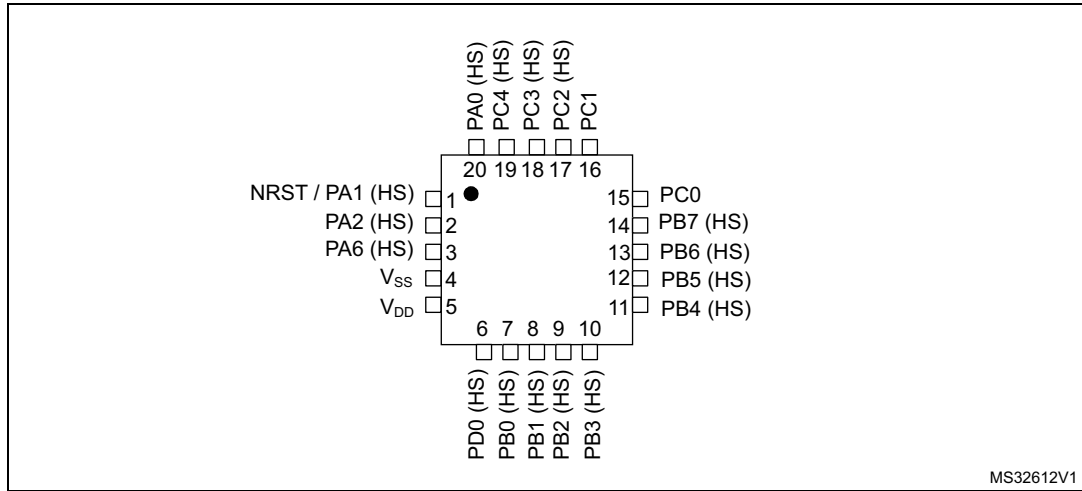 PA0 (HS)
PC4 (HS)
PC3 (HS)
PC2 (HS)
PC1
20 19 18 17 16
NRST / PA1 (HS) 1
PA2 (HS) 2
PA6 (HS) 3
VSS 4
VDD 5
15 PC0
14 PB7 (HS)
13 PB6 (HS)
12 PB5 (HS)
11 PB4 (HS)
6 7 8 9 10
PD0 (HS)
PB0 (HS)
PB1 (HS)
PB2 (HS)
PB3 (HS)
MS32612V1